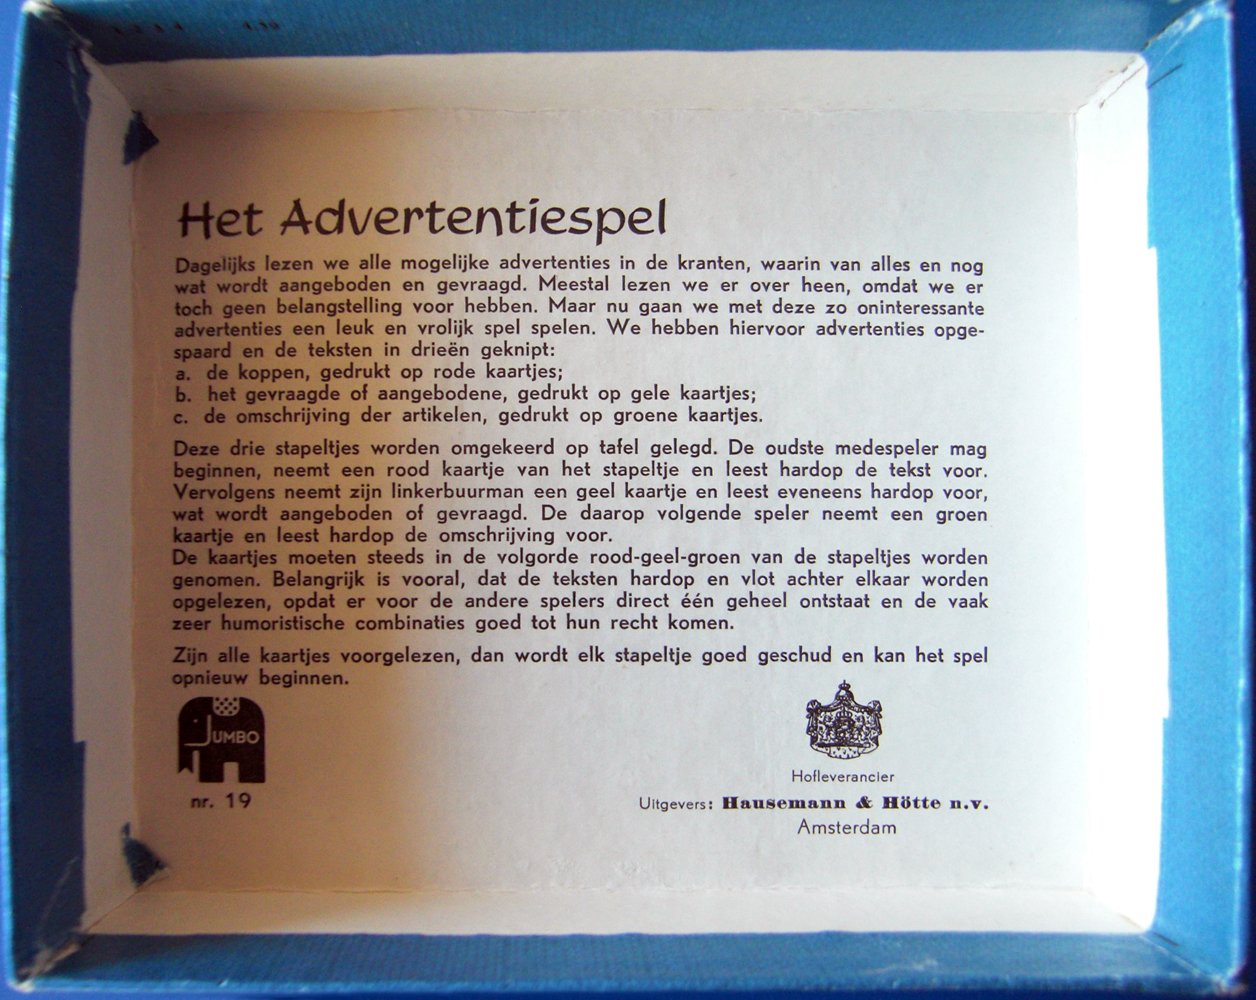 Het Advertentiespel
Dagelijks lezen we alle mogelijke advertenties in de kranten, waarin van alles en nog
wat wordt aangeboden en gevraagd. Meestal lezen we er over heen, omdat we er
toch geen belangstelling voor hebben. Maar nu gaan we met deze zo oninteressante
advertenties een leuk en vrolijk spel spelen. We hebben hiervoor advertenties opge-
spaard en de teksten in drieën geknipt:
a. de koppen, gedrukt op rode kaartjes;
b. het gevraagde of aangebodene, gedrukt op gele kaartjes;
c. de omschrijving der artikelen, gedrukt op groene kaartjes.
Deze drie stapeltjes worden omgekeerd op tafel gelegd. De oudste medespeler mag
beginnen, neemt een rood kaartje van het stapeltje en leest hardop de tekst voor.
Vervolgens neemt zijn linkerbuurman een geel kaartje en leest eveneens hardop voor,
wat wordt aangeboden of gevraagd. De daarop volgende speler neemt een groen
kaartje en leest hardop de omschrijving voor.
De kaartjes moeten steeds in de volgorde rood-geel-groen van de stapeltjes worden
genomen. Belangrijk is vooral, dat de teksten hardop en vlot achter elkaar worden
opgelezen, opdat er voor de andere spelers direct één geheel ontstaat en de vaak
zeer humoristische combinaties goed tot hun recht komen.
Zijn alle kaartjes voorgelezen, dan wordt elk stapeltje goed geschud en kan het spel
opnieuw beginnen.
JUMBO
nr. 19
Hofleverancier
Uitgevers: Hausemann & Hötte n.v.
Amsterdam